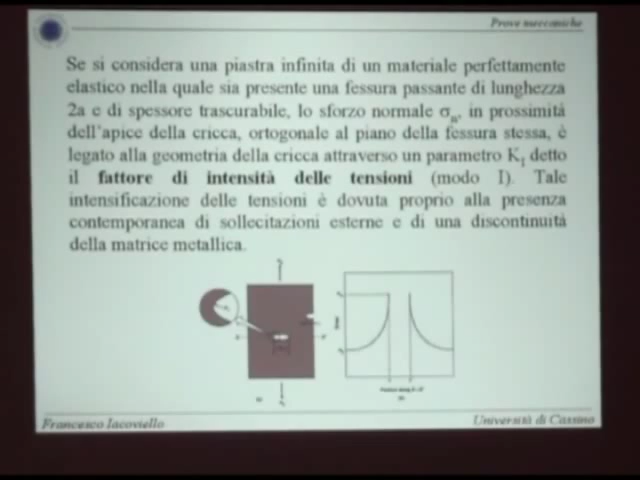 Prove meccaniche
Se si considera una piastra infinita di un materiale perfettamente
elastico nella quale sia presente una fessura passante di lunghezza
2a e di spessore trascurabile, lo sforzo normale σn, in prossimità
dell'apice della cricca, ortogonale al piano della fessura stessa, è
legato alla geometria della cricca attraverso un parametro KI detto
il fattore di intensità delle tensioni (modo I). Tale
intensificazione delle tensioni è dovuta proprio alla presenza
contemporanea di sollecitazioni esterne e di una discontinuità
della matrice metallica.
Francesco Iacoviello
Università di Cassino